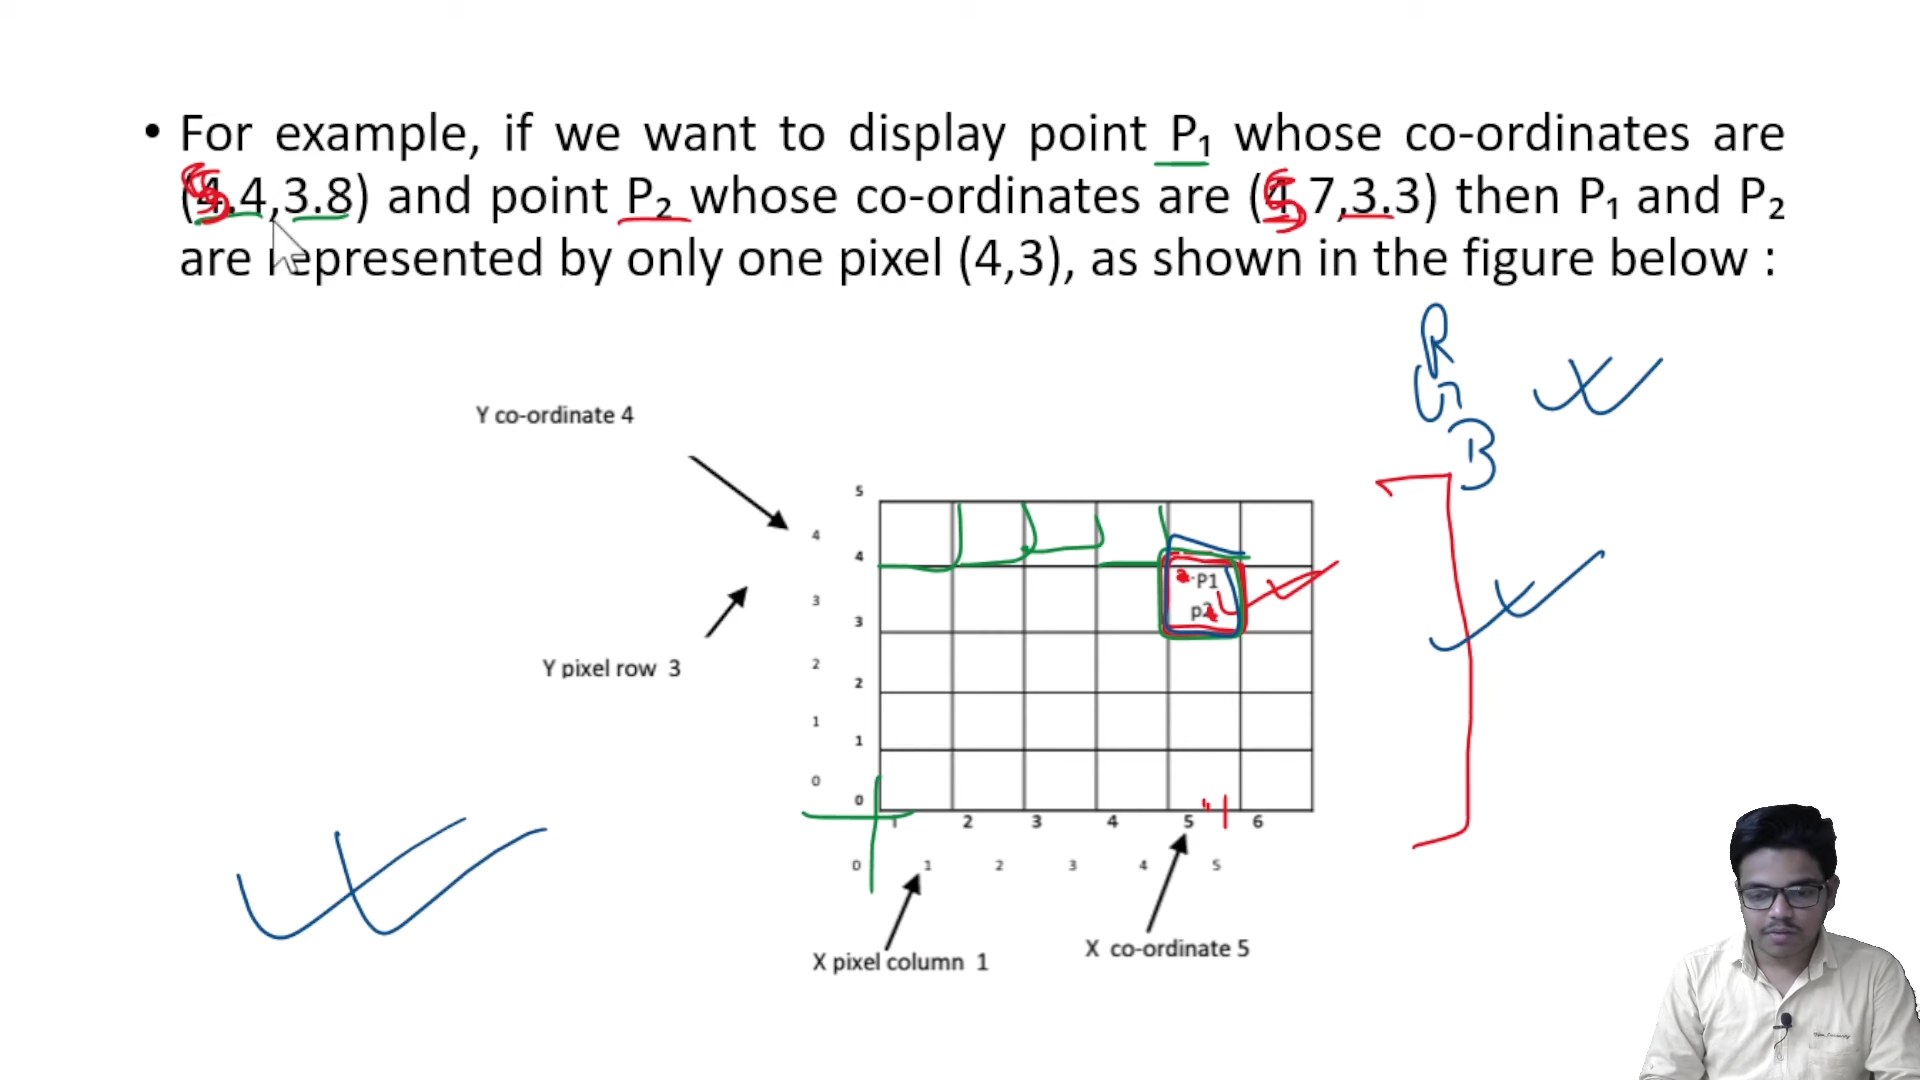 • For example, if we want to display point P₁ whose co-ordinates are
(4.4,3.8) and point P₂ whose co-ordinates are (4.7,3.3) then P₁ and P₂
are represented by only one pixel (4,3), as shown in the figure below :
R
G
B
Y co-ordinate 4
5
4
4
3
3
2
2
1
1
0
0
P1
p2
Y pixel row 3
1 2 3 4 5 6
0 1 2 3 4 5
X pixel column 1
X co-ordinate 5